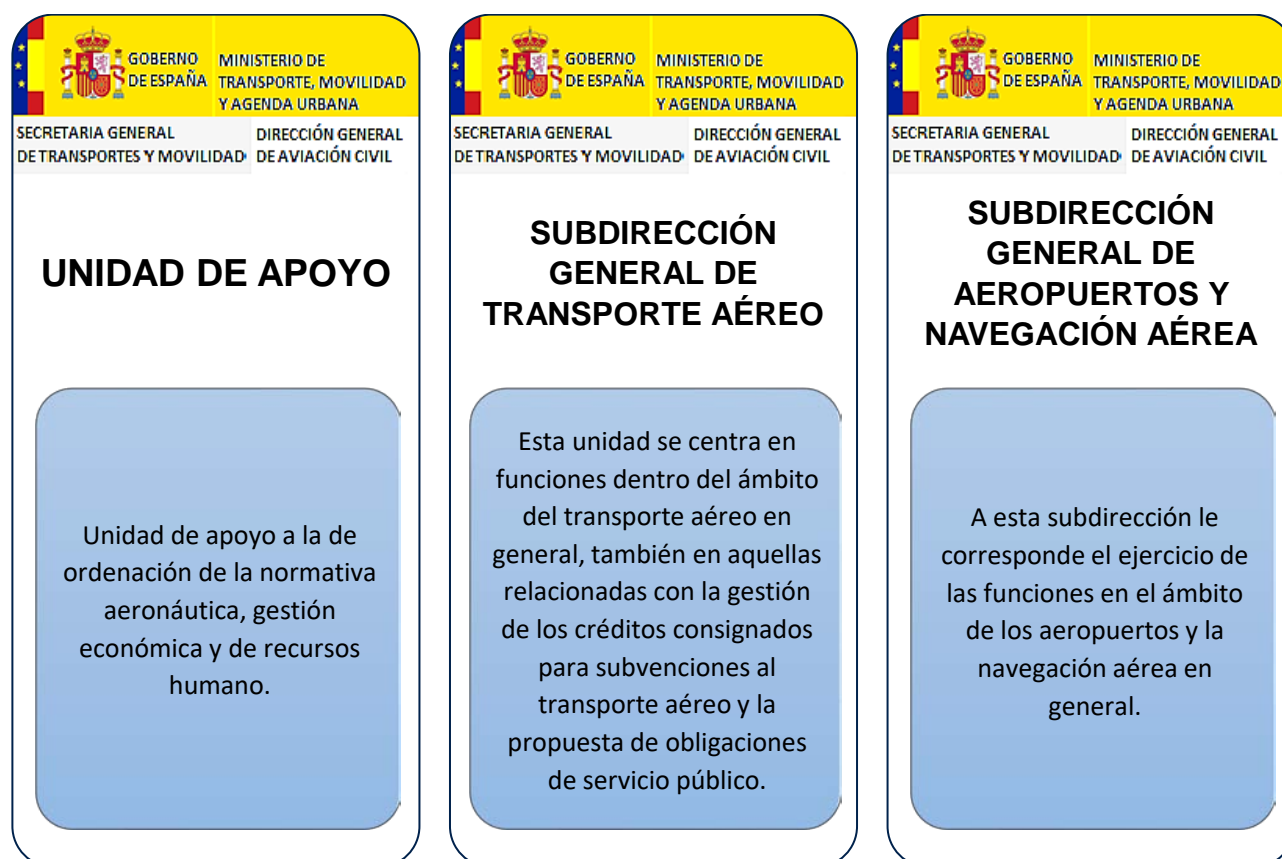 GOBERNO
DE ESPAÑA
MINISTERIO DE
TRANSPORTE, MOVILIDAD
Y AGENDA URBANA
SECRETARIA GENERAL
DE TRANSPORTES Y MOVILIDAD
DIRECCIÓN GENERAL
DE AVIACIÓN CIVIL
UNIDAD DE APOYO
Unidad de apoyo a la de
ordenación de la normativa
aeronáutica, gestión
económica y de recursos
humano.
GOBERNO
DE ESPAÑA
MINISTERIO DE
TRANSPORTE, MOVILIDAD
Y AGENDA URBANA
SECRETARIA GENERAL
DE TRANSPORTES Y MOVILIDAD
DIRECCIÓN GENERAL
DE AVIACIÓN CIVIL
SUBDIRECCIÓN
GENERAL DE
TRANSPORTE AÉREO
Esta unidad se centra en
funciones dentro del ámbito
del transporte aéreo en
general, también en aquellas
relacionadas con la gestión
de los créditos consignados
para subvenciones al
transporte aéreo y la
propuesta de obligaciones
de servicio público.
GOBERNO
DE ESPAÑA
MINISTERIO DE
TRANSPORTE, MOVILIDAD
Y AGENDA URBANA
SECRETARIA GENERAL
DE TRANSPORTES Y MOVILIDAD
DIRECCIÓN GENERAL
DE AVIACIÓN CIVIL
SUBDIRECCIÓN
GENERAL DE
AEROPUERTOS Y
NAVEGACIÓN AÉREA
A esta subdirección le
corresponde el ejercicio de
las funciones en el ámbito
de los aeropuertos y la
navegación aérea en
general.